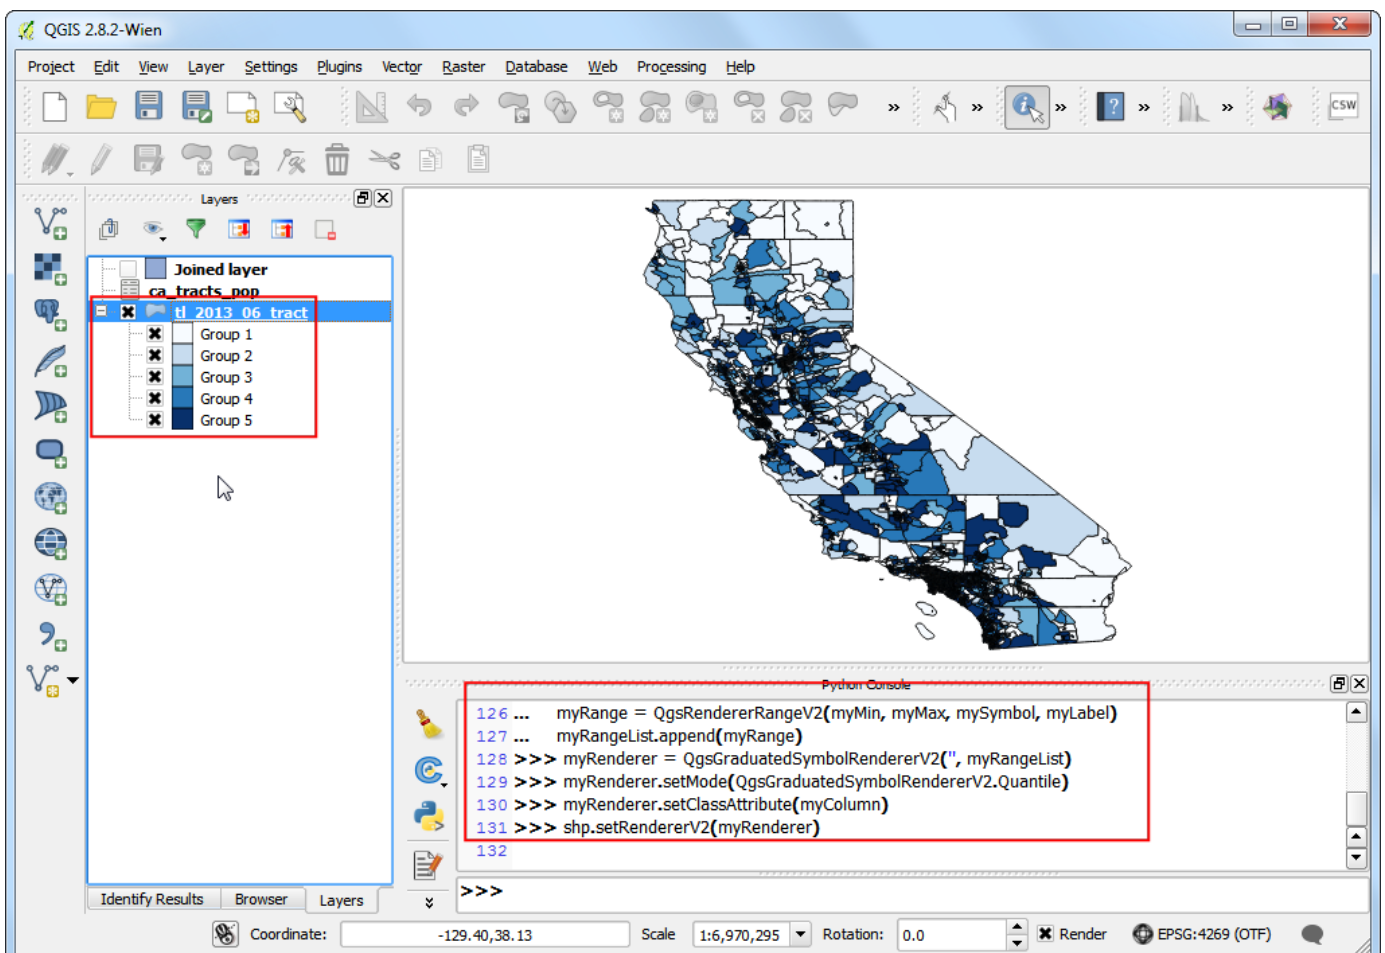 QGIS 2.8.2-Wien
Project Edit View Layer Settings Plugins Vector Raster Database Web Processing Help
» » » » » CSW
Layers
Joined layer
ca_tracts_pop
tl_2013_06_tract
Group 1
Group 2
Group 3
Group 4
Group 5
Python Console
126 ... myRange = QgsRendererRangeV2(myMin, myMax, mySymbol, myLabel)
127 ... myRangeList.append(myRange)
128 >>> myRenderer = QgsGraduatedSymbolRendererV2('', myRangeList)
129 >>> myRenderer.setMode(QgsGraduatedSymbolRendererV2.Quantile)
130 >>> myRenderer.setClassAttribute(myColumn)
131 >>> shp.setRendererV2(myRenderer)
132
>>>
Identify Results Browser Layers
Coordinate: -129.40,38.13 Scale 1:6,970,295 Rotation: 0.0 Render EPSG:4269 (OTF)